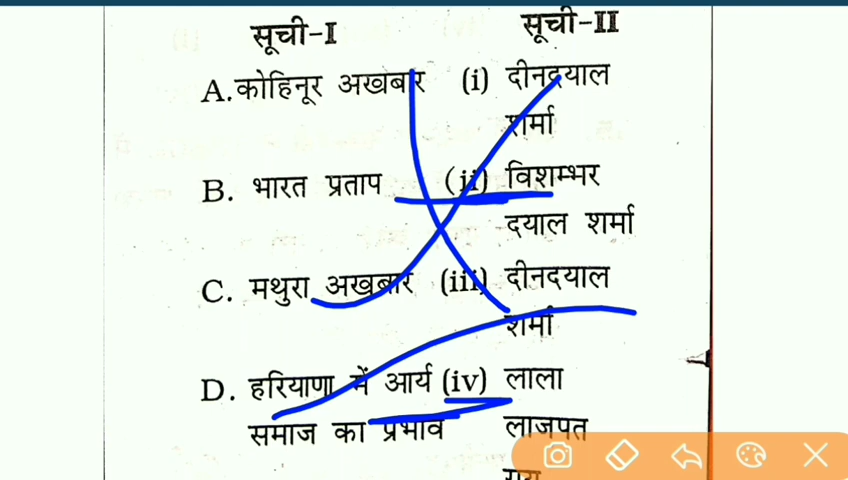 सूची-I सूची-II
A. कोहिनूर अखबार (i) दीनदयाल
शर्मा
B. भारत प्रताप (ii) विशम्भर
दयाल शर्मा
C. मथुरा अखबार (iii) दीनदयाल
शर्मा
D. हरियाणा में आर्य (iv) लाला
समाज का प्रभाव लाजपत